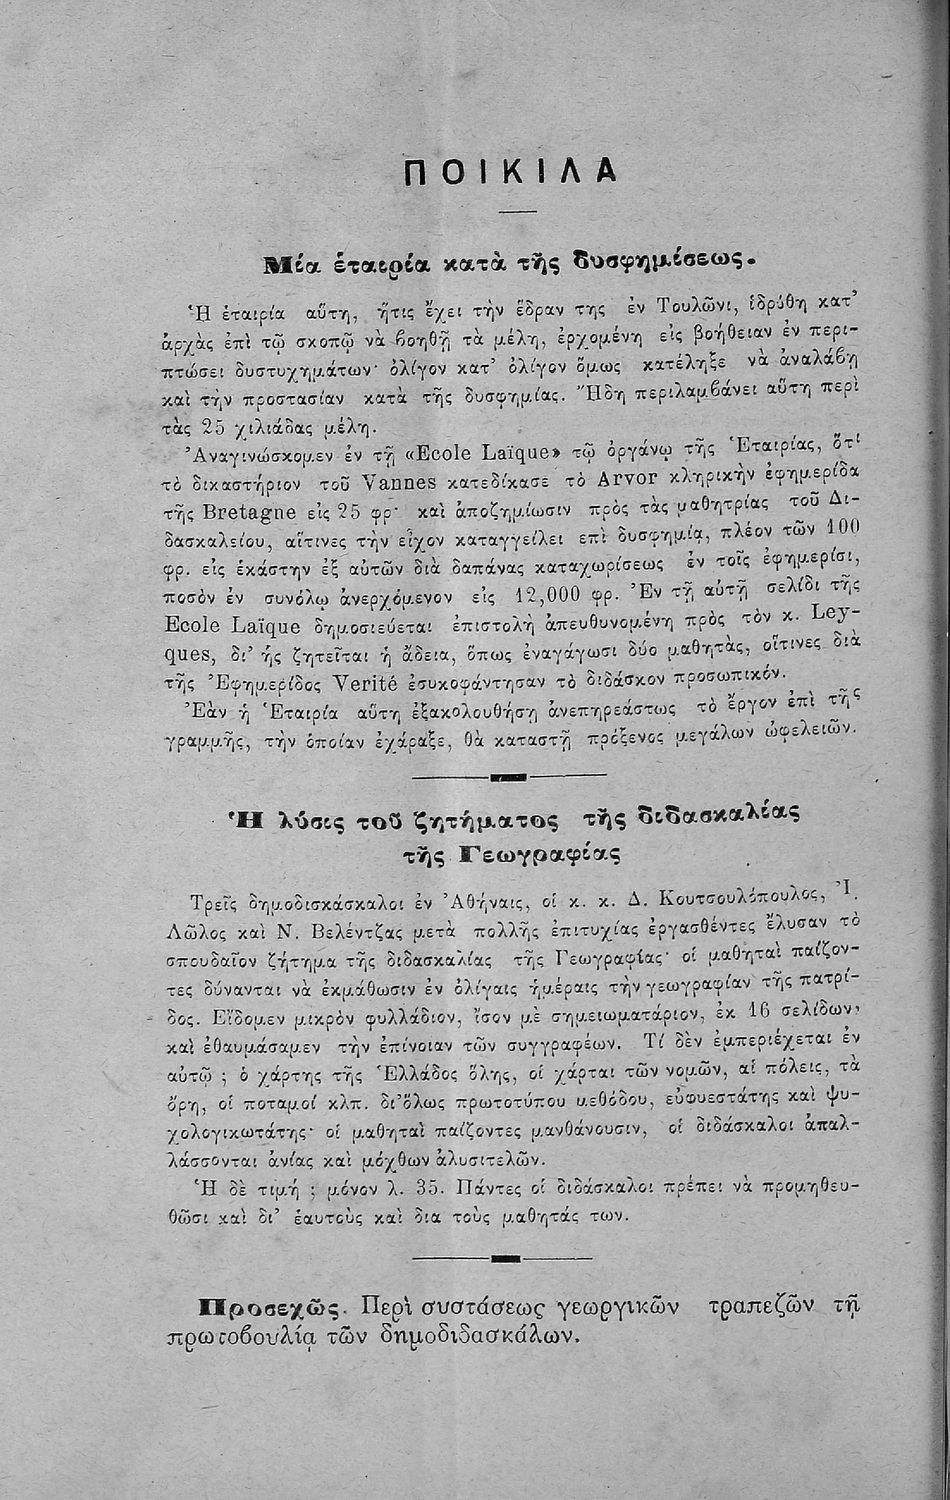 ΠΟΙΚΙΛΑ
Μία ἑταιρία κατὰ τῆς δυσφημίσεως.
Ἡ ἑταιρία αὕτη, ἥτις ἔχει τὴν ἕδραν της ἐν Τουλῶνι, ἱδρύθη κατ’
ἀρχὰς ἐπὶ τῷ σκοπῷ νὰ βοηθῇ τὰ μέλη, ἐρχομένη εἰς βοήθειαν ἐν περι-
πτώσει δυστυχημάτων· ὀλίγον κατ’ ὀλίγον ὅμως κατέληξε νὰ ἀναλάβῃ
καὶ τὴν προστασίαν κατὰ τῆς δυσφημίας. Ἤδη περιλαμβάνει αὕτη περὶ
τὰς 25 χιλιάδας μέλη.
Ἀναγινώσκομεν ἐν τῇ «Ecole Laïque» τῷ ὀργάνῳ τῆς Ἑταιρίας, ὅτι
τὸ δικαστήριον τοῦ Vannes κατεδίκασε τὸ Arvor κληρικὴν ἐφημερίδα
τῆς Bretagne εἰς 25 φρ· καὶ ἀποζημίωσιν πρὸς τὰς μαθητρίας τοῦ Δι-
δασκαλείου, αἵτινες τὴν εἶχον καταγγείλει ἐπὶ δυσφημίᾳ, πλέον τῶν 100
φρ. εἰς ἑκάστην ἐξ αὐτῶν διὰ δαπάνας καταχωρίσεως ἐν τοῖς ἐφημερίσι,
ποσὸν ἐν συνόλῳ ἀνερχόμενον εἰς 12,000 φρ. Ἐν τῇ αὐτῇ σελίδι τῆς
Ecole Laïque δημοσιεύεται ἐπιστολὴ ἀπευθυνομένη πρὸς τὸν κ. Ley-
ques, δι’ ἧς ζητεῖται ἡ ἄδεια, ὅπως ἐναγάγωσι δύο μαθητὰς, οἵτινες διὰ
τῆς Ἐφημερίδος Verité ἐσυκοφάντησαν τὸ διδάσκον προσωπικόν.
Ἐὰν ἡ Ἑταιρία αὕτη ἐξακολουθήσῃ ἀνεπηρεάστως τὸ ἔργον ἐπὶ τῆς
γραμμῆς, τὴν ὁποίαν ἐχάραξε, θὰ καταστῇ πρόξενος μεγάλων ὠφελειῶν.
Ἡ λύσις τοῦ ζητήματος τῆς διδασκαλίας
τῆς Γεωγραφίας
Τρεῖς δημοδισκάσκαλοι ἐν Ἀθήναις, οἱ κ. κ. Δ. Κουτσουλόπουλος, Ἰ.
Λῶλος καὶ Ν. Βελέντζας μετὰ πολλῆς ἐπιτυχίας ἐργασθέντες ἔλυσαν τὸ
σπουδαῖον ζήτημα τῆς διδασκαλίας τῆς Γεωγραφίας· οἱ μαθηταὶ παίζον-
τες δύνανται νὰ ἐκμάθωσιν ἐν ὀλίγαις ἡμέραις τὴν γεωγραφίαν τῆς πατρί-
δος. Εἴδομεν μικρὸν φυλλάδιον, ἴσον μὲ σημειωματάριον, ἐκ 16 σελίδων,
καὶ ἐθαυμάσαμεν τὴν ἐπίνοιαν τῶν συγγραφέων. Τί δὲν ἐμπεριέχεται ἐν
αὐτῷ ; ὁ χάρτης τῆς Ἑλλάδος ὅλης, οἱ χάρται τῶν νομῶν, αἱ πόλεις, τὰ
ὄρη, οἱ ποταμοί κλπ. δι’ὅλως πρωτοτύπου μεθόδου, εὐφυεστάτης καὶ ψυ-
χολογικωτάτης· οἱ μαθηταὶ παίζοντες μανθάνουσιν, οἱ διδάσκαλοι ἀπαλ-
λάσσονται ἀνίας καὶ μόχθων ἀλυσιτελῶν.
Ἡ δὲ τιμή ; μόνον λ. 35. Πάντες οἱ διδάσκαλοι πρέπει νὰ προμηθευ-
θῶσι καὶ δι’ ἑαυτοὺς καὶ δια τοὺς μαθητάς των.
Προσεχῶς. Περὶ συστάσεως γεωργικῶν τραπεζῶν τῇ
πρωτοβουλίᾳ τῶν δημοδιδασκάλων.